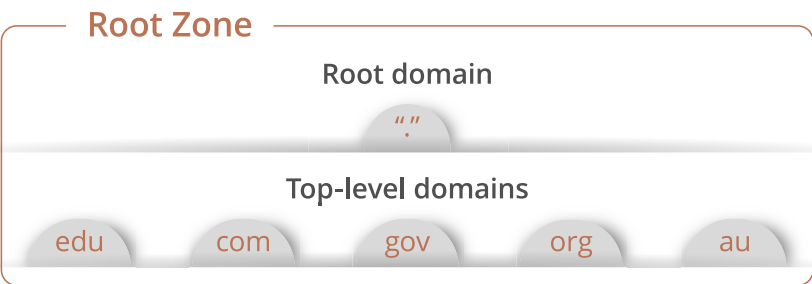 Root Zone
Root domain
“.”
Top-level domains
edu com gov org au